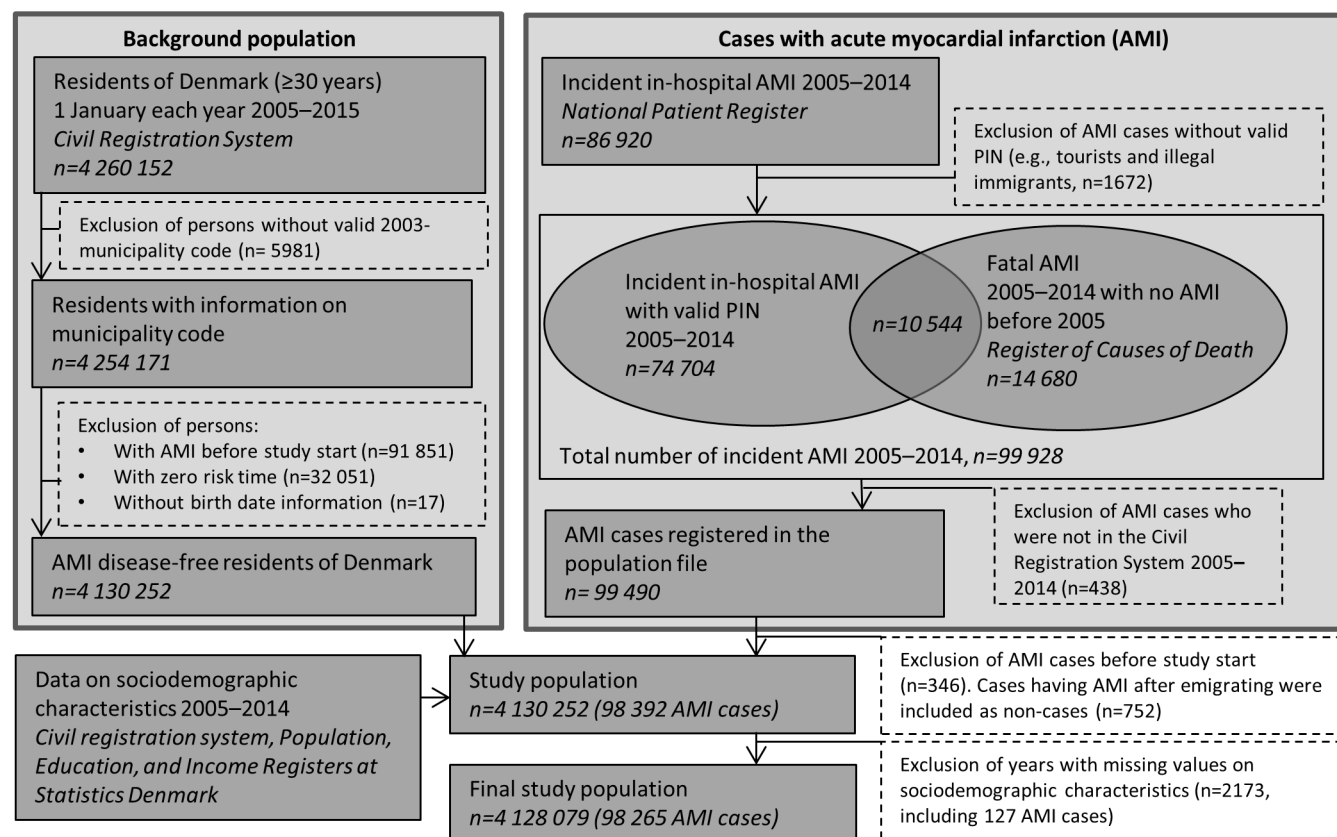 Background population
Residents of Denmark (≥30 years)
1 January each year 2005–2015
Civil Registration System
n=4 260 152
Exclusion of persons without valid 2003-
municipality code (n= 5981)
Residents with information on
municipality code
n=4 254 171
Exclusion of persons:
• With AMI before study start (n=91 851)
• With zero risk time (n=32 051)
• Without birth date information (n=17)
AMI disease-free residents of Denmark
n=4 130 252
Cases with acute myocardial infarction (AMI)
Incident in-hospital AMI 2005–2014
National Patient Register
n=86 920
Exclusion of AMI cases without valid
PIN (e.g., tourists and illegal
immigrants, n=1672)
Incident in-hospital AMI
with valid PIN
2005–2014
n=74 704
n=10 544
Fatal AMI
2005–2014 with no AMI
before 2005
Register of Causes of Death
n=14 680
Total number of incident AMI 2005–2014, n=99 928
Exclusion of AMI cases who
were not in the Civil
Registration System 2005–
2014 (n=438)
AMI cases registered in the
population file
n= 99 490
Data on sociodemographic
characteristics 2005–2014
Civil registration system, Population,
Education, and Income Registers at
Statistics Denmark
Study population
n=4 130 252 (98 392 AMI cases)
Exclusion of AMI cases before study start
(n=346). Cases having AMI after emigrating were
included as non-cases (n=752)
Exclusion of years with missing values on
sociodemographic characteristics (n=2173,
including 127 AMI cases)
Final study population
n=4 128 079 (98 265 AMI cases)